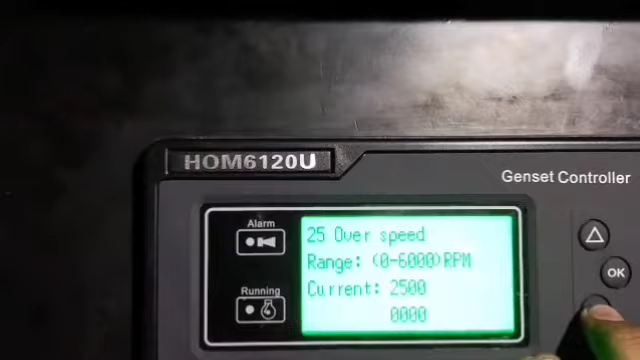 HOM6120U
Genset Controller
Alarm
Running
25 Over speed
Range: (0-6000)RPM
Current: 2500
0000
OK